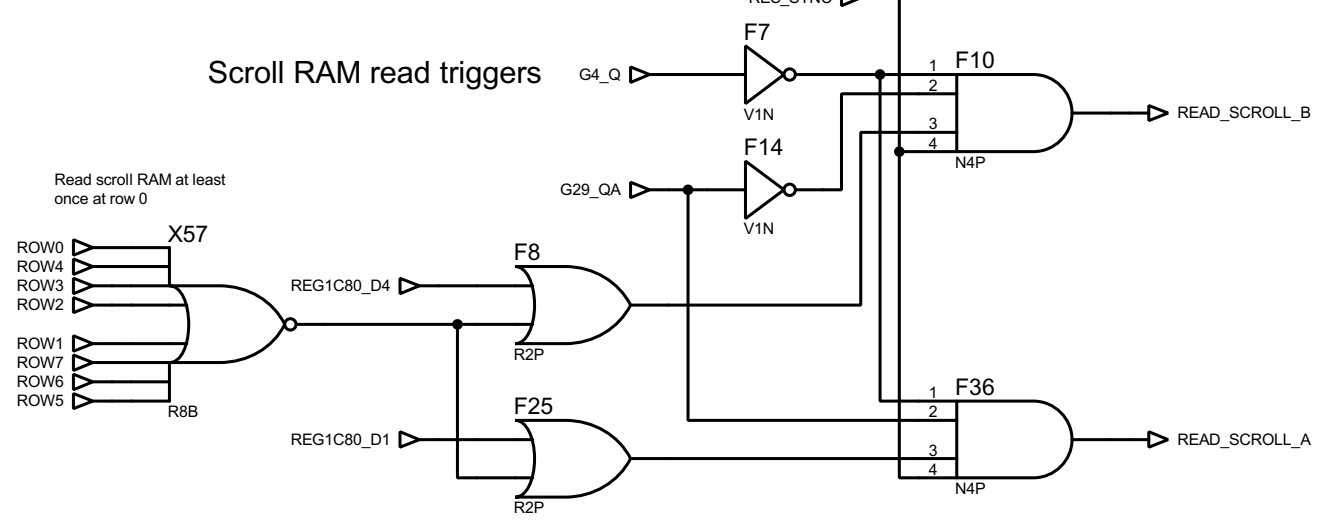 F7
Scroll RAM read triggers
G4_Q
1
F10
2
V1N
READ_SCROLL_B
3
F14
4
N4P
Read scroll RAM at least
once at row 0
G29_QA
V1N
X57
ROW0
F8
ROW4
ROW3
REG1C80_D4
ROW2
ROW1
R2P
ROW7
ROW6
F36
1
ROW5
R8B
F25
2
REG1C80_D1
READ_SCROLL_A
3
4
N4P
R2P